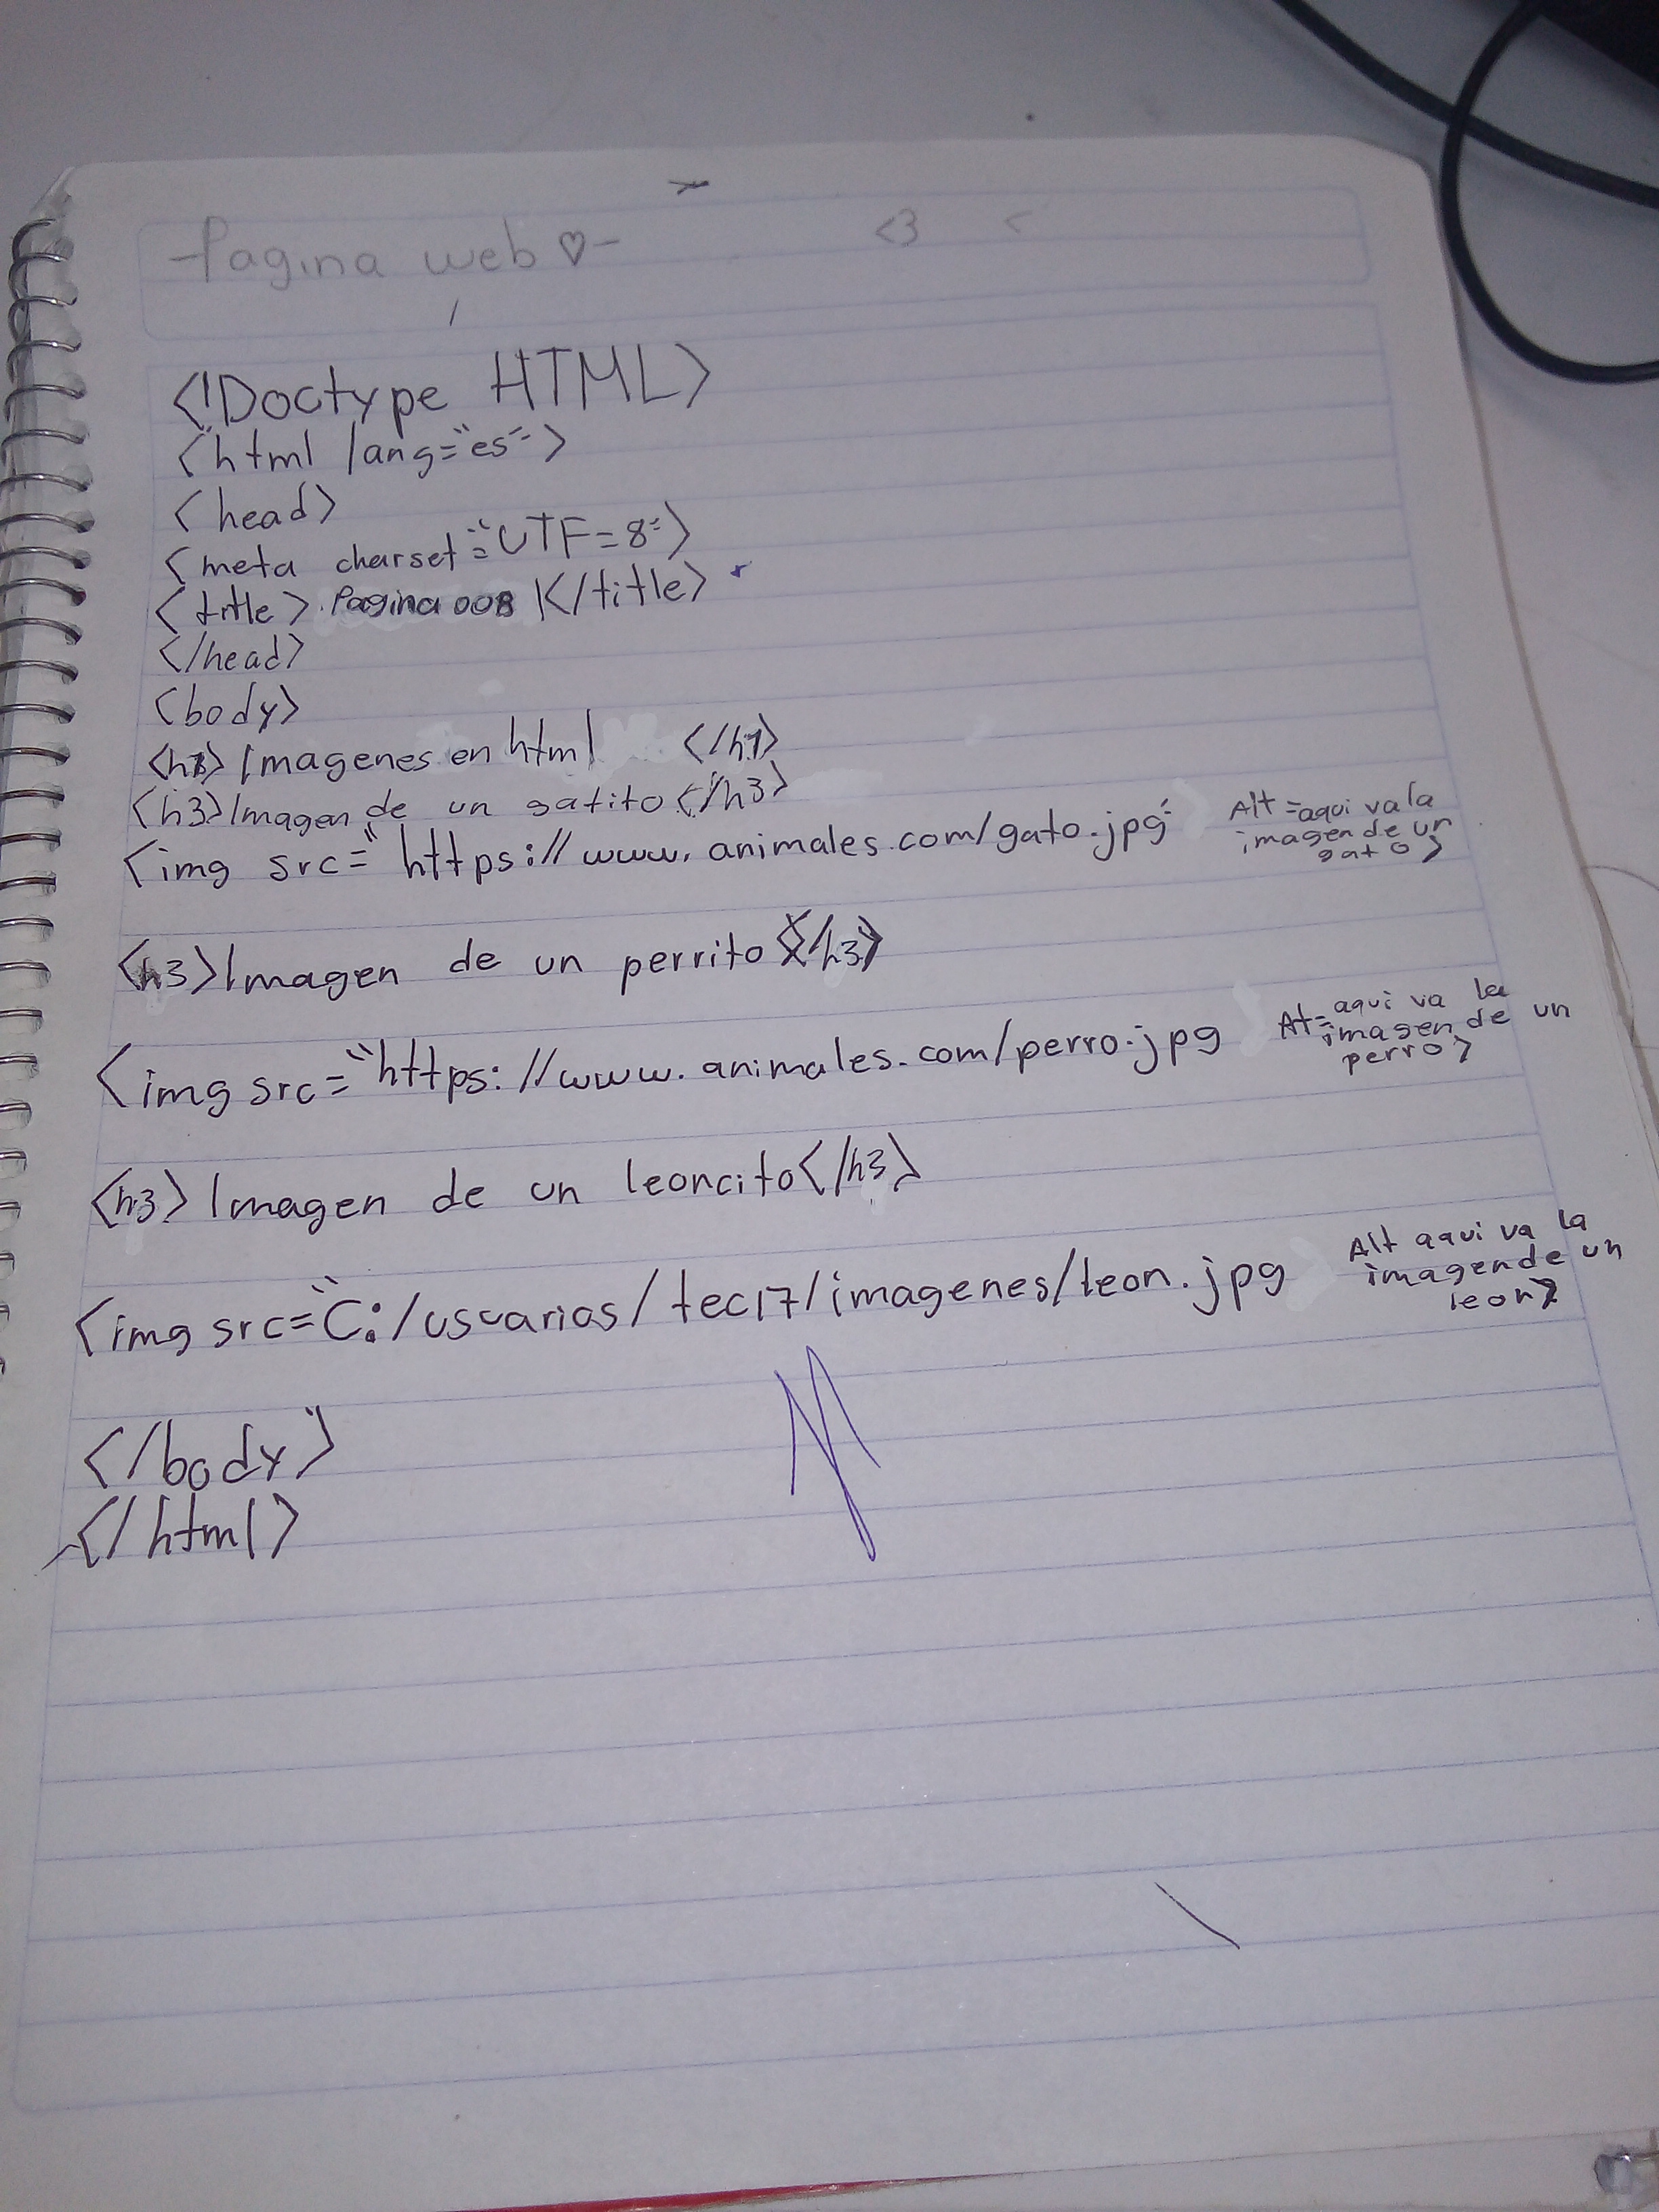 -Pagina web ♡- <3 <
<!Doctype HTML>
<html lang="es">
<head>
<meta charset="UTF=8">
<title> Pagina 008 </title>
</head>
<body>
<h1> Imagenes en html </h1>
<h3> Imagen de un gatito </h3>
<img src="https://www.animales.com/gato.jpg" Alt=aqui va la
imagen de un
gato>
<h3> Imagen de un perrito </h3>
<img src="https://www.animales.com/perro.jpg At=aqui va la
imagen de un
perro>
<h3> Imagen de un leoncito </h3>
<img src="C:/usuarios/tec17/imagenes/leon.jpg Alt aqui va la
imagen de un
leon>
</body>
</html>